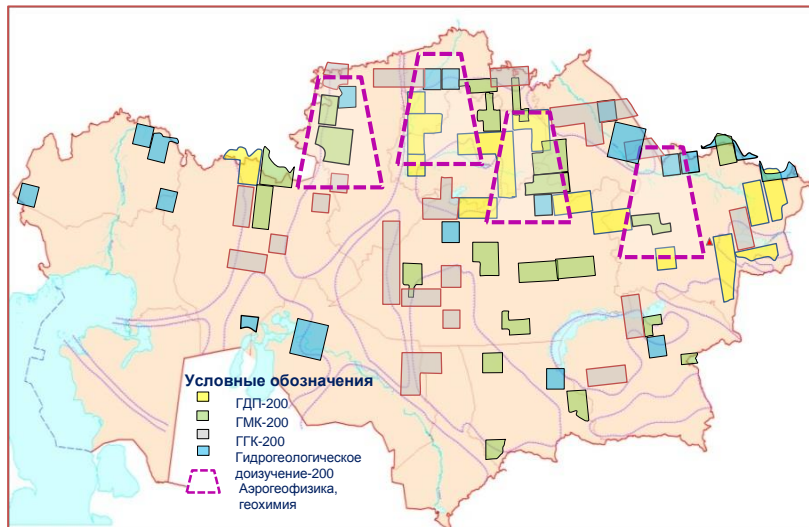 Условные обозначения
ГДП-200
ГМК-200
ГГК-200
Гидрогеологическое
доизучение-200
Аэрогеофизика,
геохимия